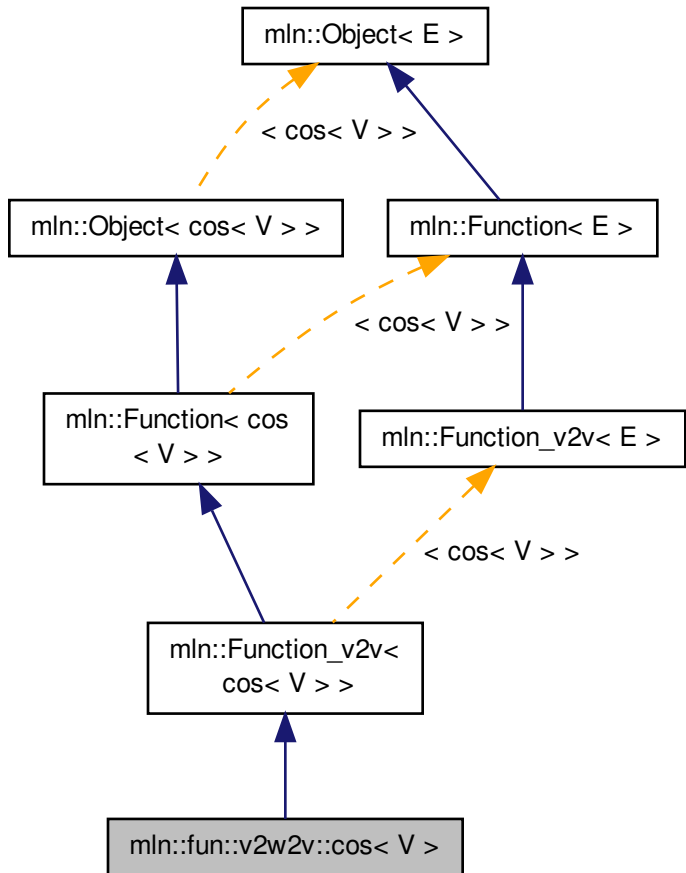 mln::Object< E >
< cos< V > >
mln::Object< cos< V > >
mln::Function< E >
< cos< V > >
mln::Function< cos
< V > >
mln::Function_v2v< E >
< cos< V > >
mln::Function_v2v<
cos< V > >
mln::fun::v2w2v::cos< V >